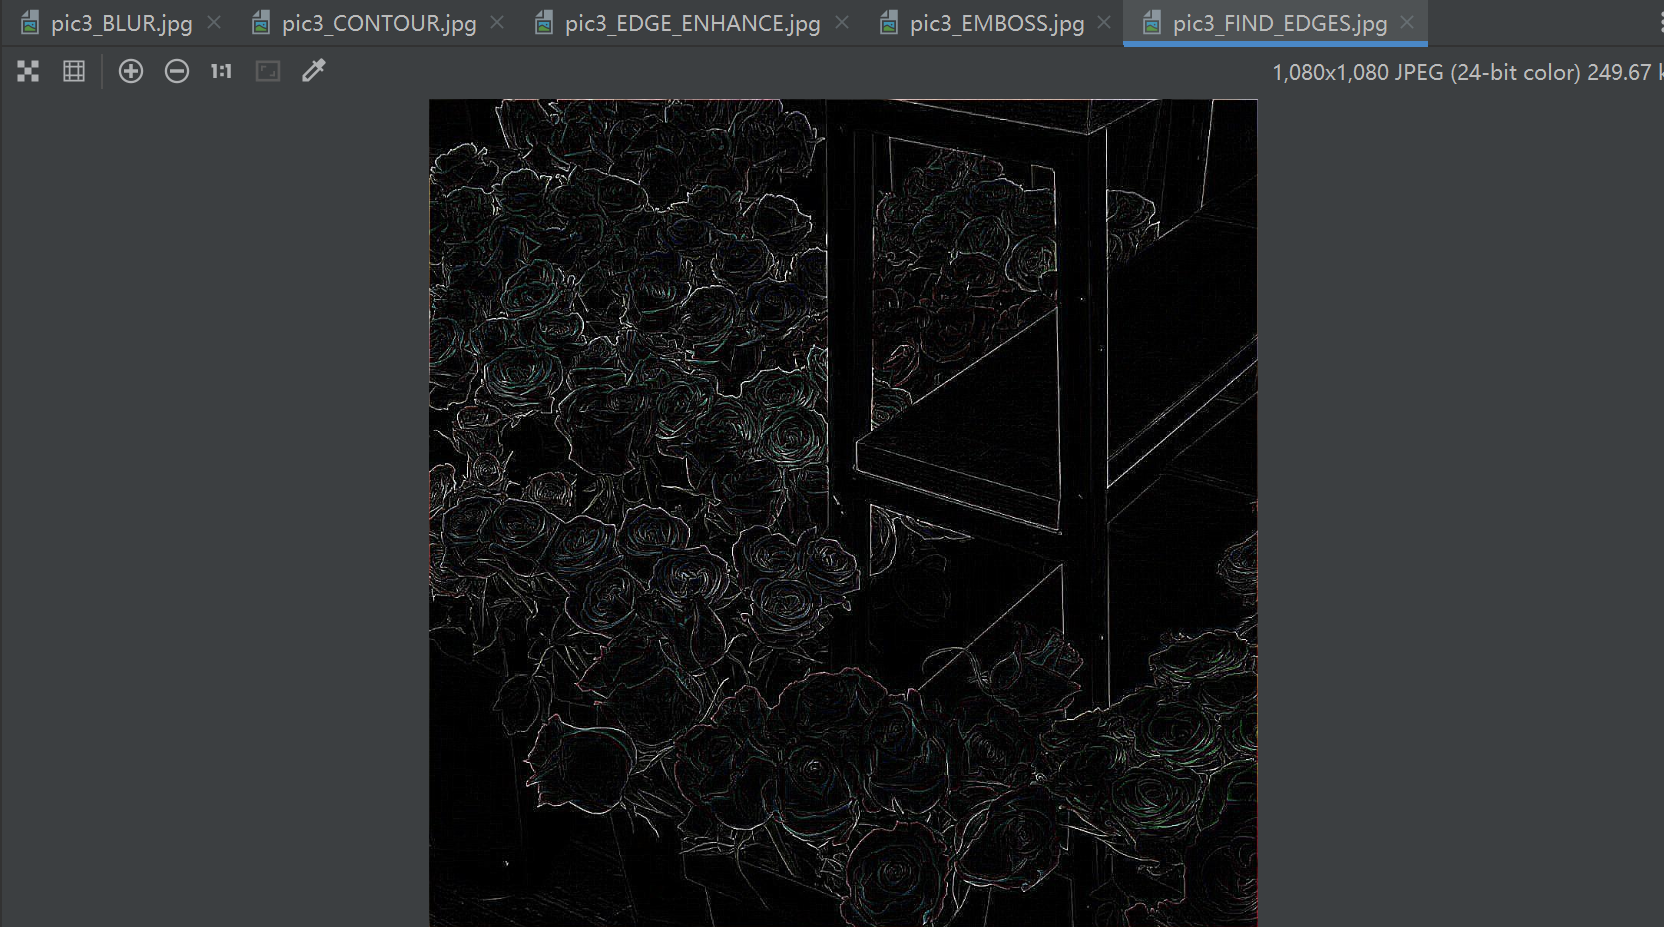 pic3_BLUR.jpg pic3_CONTOUR.jpg pic3_EDGE_ENHANCE.jpg pic3_EMBOSS.jpg pic3_FIND_EDGES.jpg
1:1 1,080x1,080 JPEG (24-bit color) 249.67 k